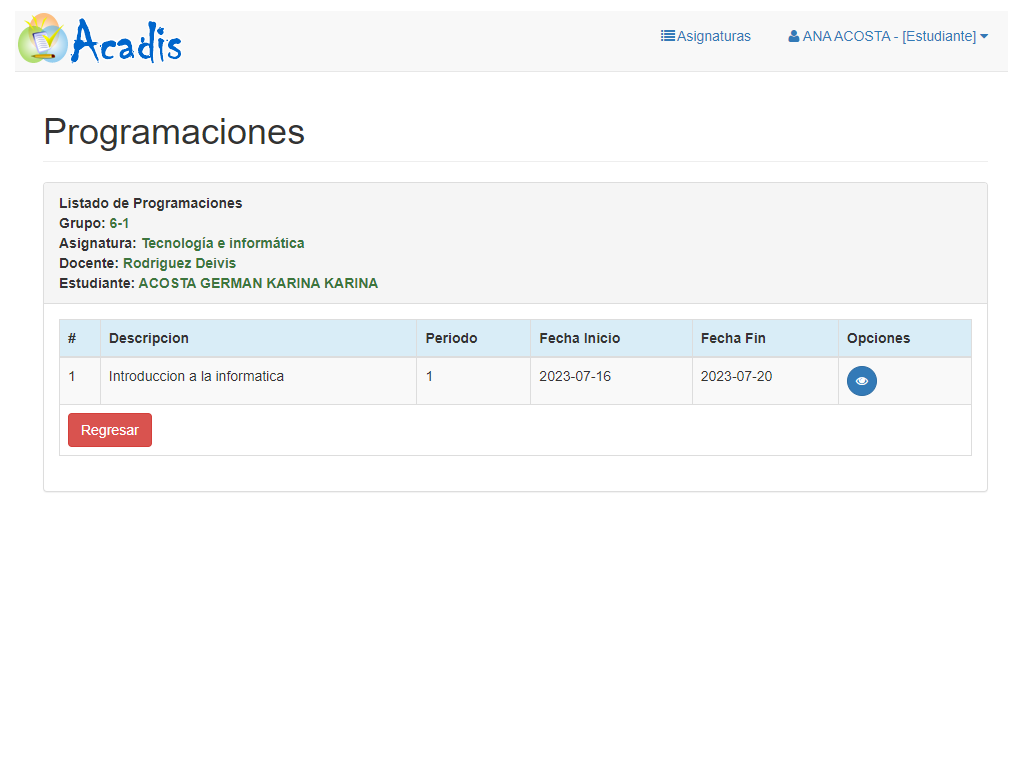 Acadis
Asignaturas
ANA ACOSTA - [Estudiante]
Programaciones
Listado de Programaciones
Grupo: 6-1
Asignatura: Tecnología e informática
Docente: Rodriguez Deivis
Estudiante: ACOSTA GERMAN KARINA KARINA
# Descripcion Periodo Fecha Inicio Fecha Fin Opciones
1 Introduccion a la informatica 1 2023-07-16 2023-07-20
Regresar